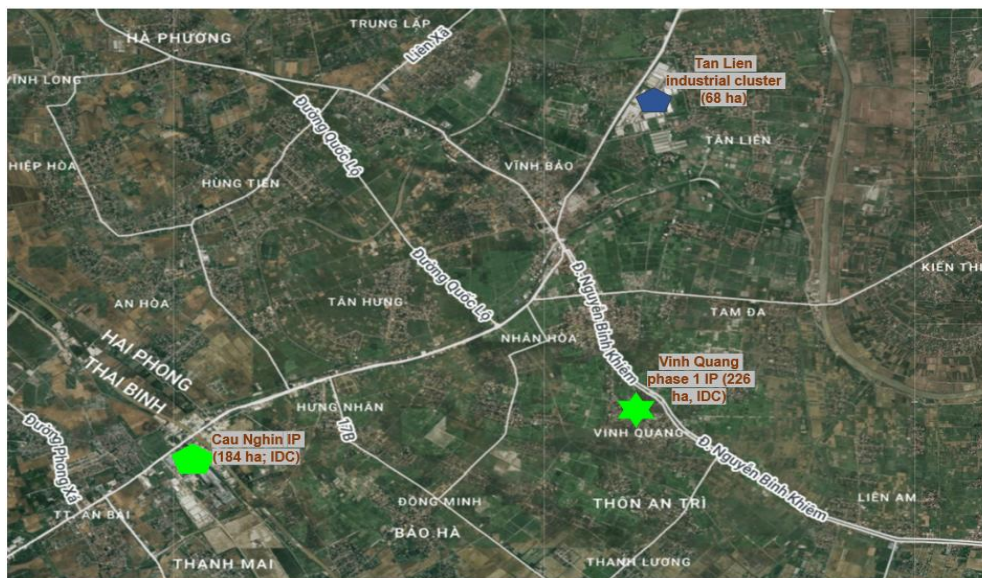 TRUNG LẬP
HÀ PHƯƠNG
Liên Xã
Tan Lien
industrial cluster
(68 ha)
VĨNH LONG
Đường Quốc Lộ
TÂN LIÊN
HIỆP HÒA
VĨNH BẢO
HÙNG TIẾN
Đ. Nguyễn Bỉnh Khiêm
KIẾN TH
AN HÒA
TÂN HƯNG
Đường Quốc Lộ
TAM ĐA
HAI PHONG
THAI BINH
NHÂN HÒA
Vinh Quang
phase 1 IP (226
ha, IDC)
HƯNG NHÂN
17B
Đường Phong Xá
Cau Nghin IP
(184 ha; IDC)
VINH QUANG
Đ. Nguyễn Bỉnh Khiêm
ĐỒNG MINH
THÔN AN TRÌ
LIÊN AM
TT. AN BÀI
BẢO HÀ
THANH MAI
THANH LƯƠNG